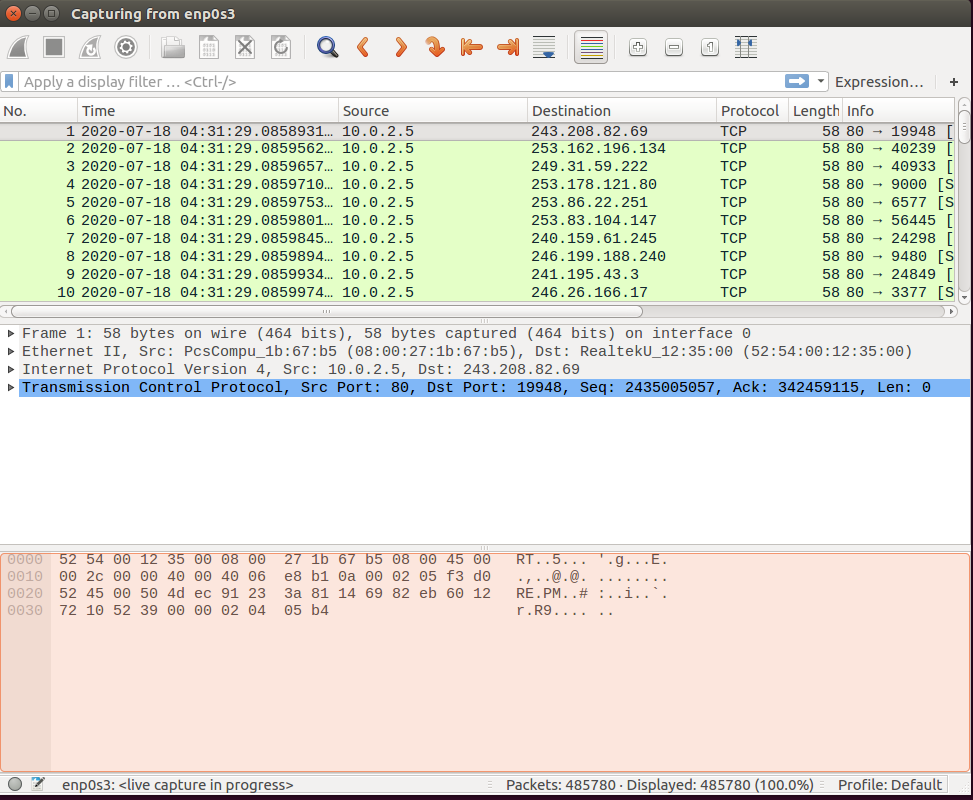 Capturing from enp0s3
Apply a display filter … <Ctrl-/> Expression… +
No. Time Source Destination Protocol Length Info
1 2020-07-18 04:31:29.0858931… 10.0.2.5 243.208.82.69 TCP 58 80 → 19948 [
2 2020-07-18 04:31:29.0859562… 10.0.2.5 253.162.196.134 TCP 58 80 → 40239 [
3 2020-07-18 04:31:29.0859657… 10.0.2.5 249.31.59.222 TCP 58 80 → 40933 [
4 2020-07-18 04:31:29.0859710… 10.0.2.5 253.178.121.80 TCP 58 80 → 9000 [S
5 2020-07-18 04:31:29.0859753… 10.0.2.5 253.86.22.251 TCP 58 80 → 6577 [S
6 2020-07-18 04:31:29.0859801… 10.0.2.5 253.83.104.147 TCP 58 80 → 56445 [
7 2020-07-18 04:31:29.0859845… 10.0.2.5 240.159.61.245 TCP 58 80 → 24298 [
8 2020-07-18 04:31:29.0859894… 10.0.2.5 246.199.188.240 TCP 58 80 → 9480 [S
9 2020-07-18 04:31:29.0859934… 10.0.2.5 241.195.43.3 TCP 58 80 → 24849 [
10 2020-07-18 04:31:29.0859974… 10.0.2.5 246.26.166.17 TCP 58 80 → 3377 [S
Frame 1: 58 bytes on wire (464 bits), 58 bytes captured (464 bits) on interface 0
Ethernet II, Src: PcsCompu_1b:67:b5 (08:00:27:1b:67:b5), Dst: RealtekU_12:35:00 (52:54:00:12:35:00)
Internet Protocol Version 4, Src: 10.0.2.5, Dst: 243.208.82.69
Transmission Control Protocol, Src Port: 80, Dst Port: 19948, Seq: 2435005057, Ack: 342459115, Len: 0
0000 52 54 00 12 35 00 08 00 27 1b 67 b5 08 00 45 00 RT..5... '.g...E.
0010 00 2c 00 00 40 00 40 06 e8 b1 0a 00 02 05 f3 d0 .,..@.@. ........
0020 52 45 00 50 4d ec 91 23 3a 81 14 69 82 eb 60 12 RE.PM..# :..i..`.
0030 72 10 52 39 00 00 02 04 05 b4 r.R9.... ..
enp0s3: <live capture in progress> Packets: 485780 · Displayed: 485780 (100.0%) Profile: Default